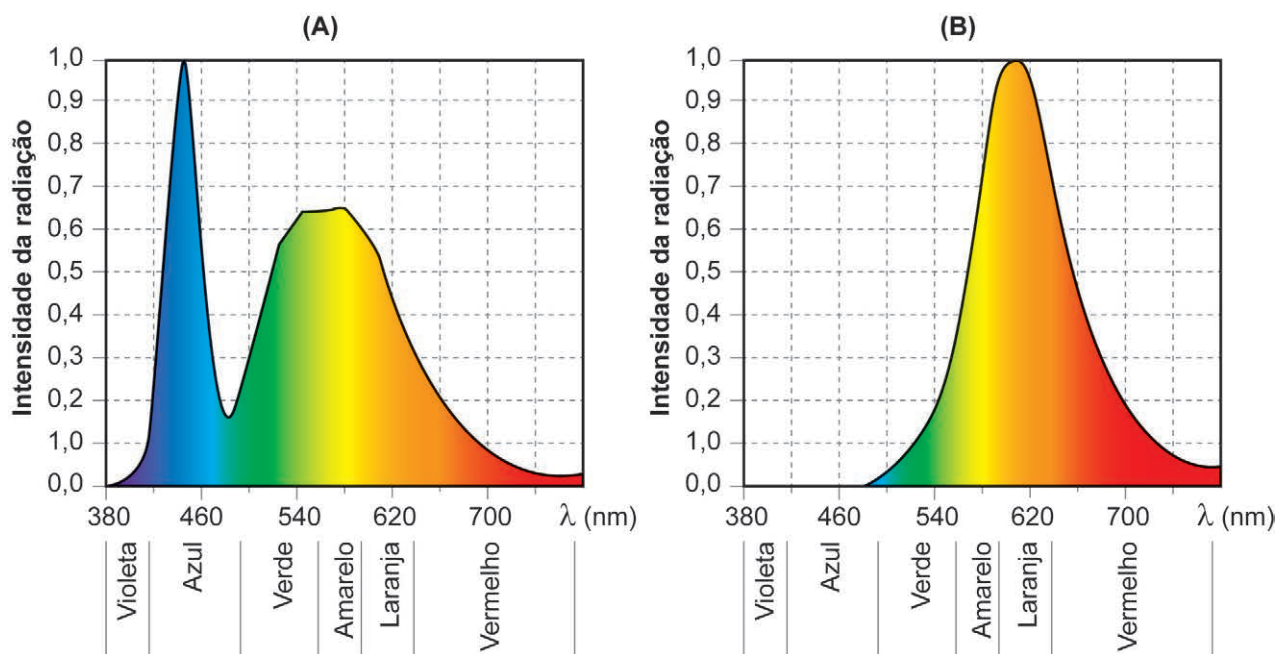 (A)
Intensidade da radiação
1,0
0,9
0,8
0,7
0,6
0,5
0,4
0,3
0,2
1,0
0,0
380 460 540 620 700 λ (nm)
Violeta
Azul
Verde
Amarelo
Laranja
Vermelho
(B)
Intensidade da radiação
1,0
0,9
0,8
0,7
0,6
0,5
0,4
0,3
0,2
1,0
0,0
380 460 540 620 700 λ (nm)
Violeta
Azul
Verde
Amarelo
Laranja
Vermelho